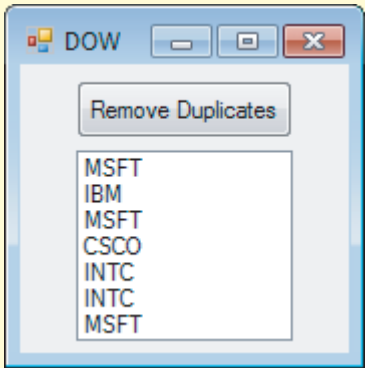 DOW
Remove Duplicates
MSFT
IBM
MSFT
CSCO
INTC
INTC
MSFT